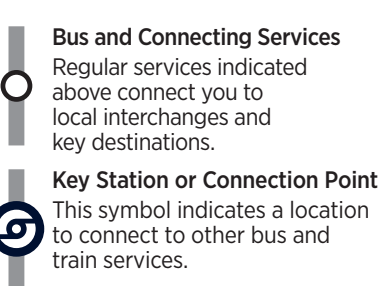 Bus and Connecting Services
Regular services indicated
above connect you to
local interchanges and
key destinations.
Key Station or Connection Point
This symbol indicates a location
to connect to other bus and
train services.